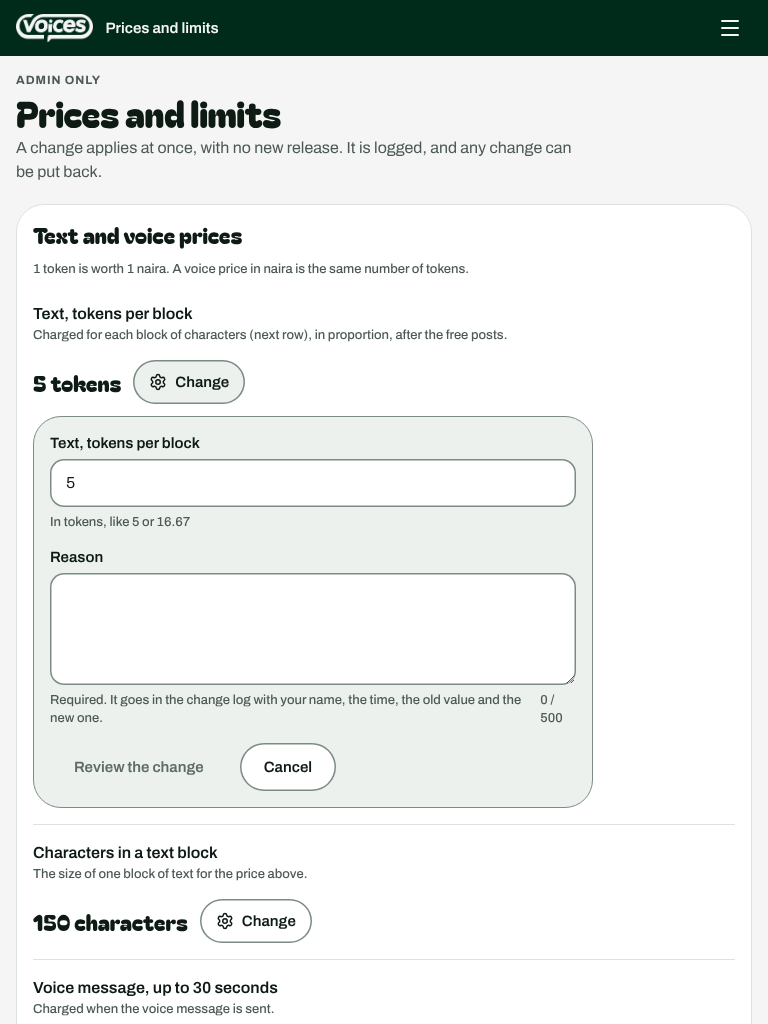 voices
Prices and limits
ADMIN ONLY
Prices and limits
A change applies at once, with no new release. It is logged, and any change can
be put back.
Text and voice prices
1 token is worth 1 naira. A voice price in naira is the same number of tokens.
Text, tokens per block
Charged for each block of characters (next row), in proportion, after the free posts.
5 tokens
Change
Text, tokens per block
5
In tokens, like 5 or 16.67
Reason
Required. It goes in the change log with your name, the time, the old value and the
new one.
0 /
500
Review the change
Cancel
Characters in a text block
The size of one block of text for the price above.
150 characters
Change
Voice message, up to 30 seconds
Charged when the voice message is sent.